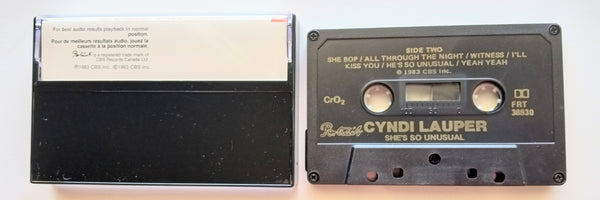 For best audio results playback in normal
position.
Pour de meilleurs resultats audio, jouez la
cassette à la position normale.
Portrait is a registered trade mark of
CBS Records Canada Ltd
℗1983 CBS Inc. ©1983 CBS Inc.
SIDE TWO
SHE BOP / ALL THROUGH THE NIGHT / WITNESS / I'LL
KISS YOU / HE'S SO UNUSUAL / YEAH YEAH
℗ 1983 CBS Inc.
CrO2
FRT
38930
Portrait CYNDI LAUPER
SHE'S SO UNUSUAL